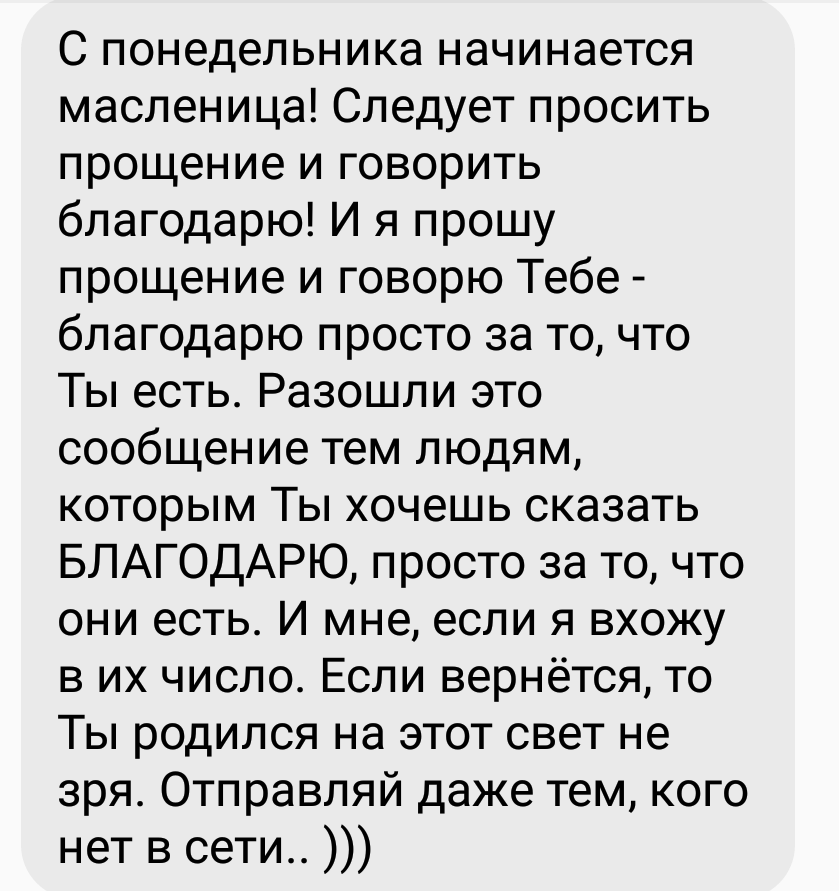 С понедельника начинается
масленица! Следует просить
прощение и говорить
благодарю! И я прошу
прощение и говорю Тебе -
благодарю просто за то, что
Ты есть. Разошли это
сообщение тем людям,
которым Ты хочешь сказать
БЛАГОДАРЮ, просто за то, что
они есть. И мне, если я вхожу
в их число. Если вернётся, то
Ты родился на этот свет не
зря. Отправляй даже тем, кого
нет в сети.. )))